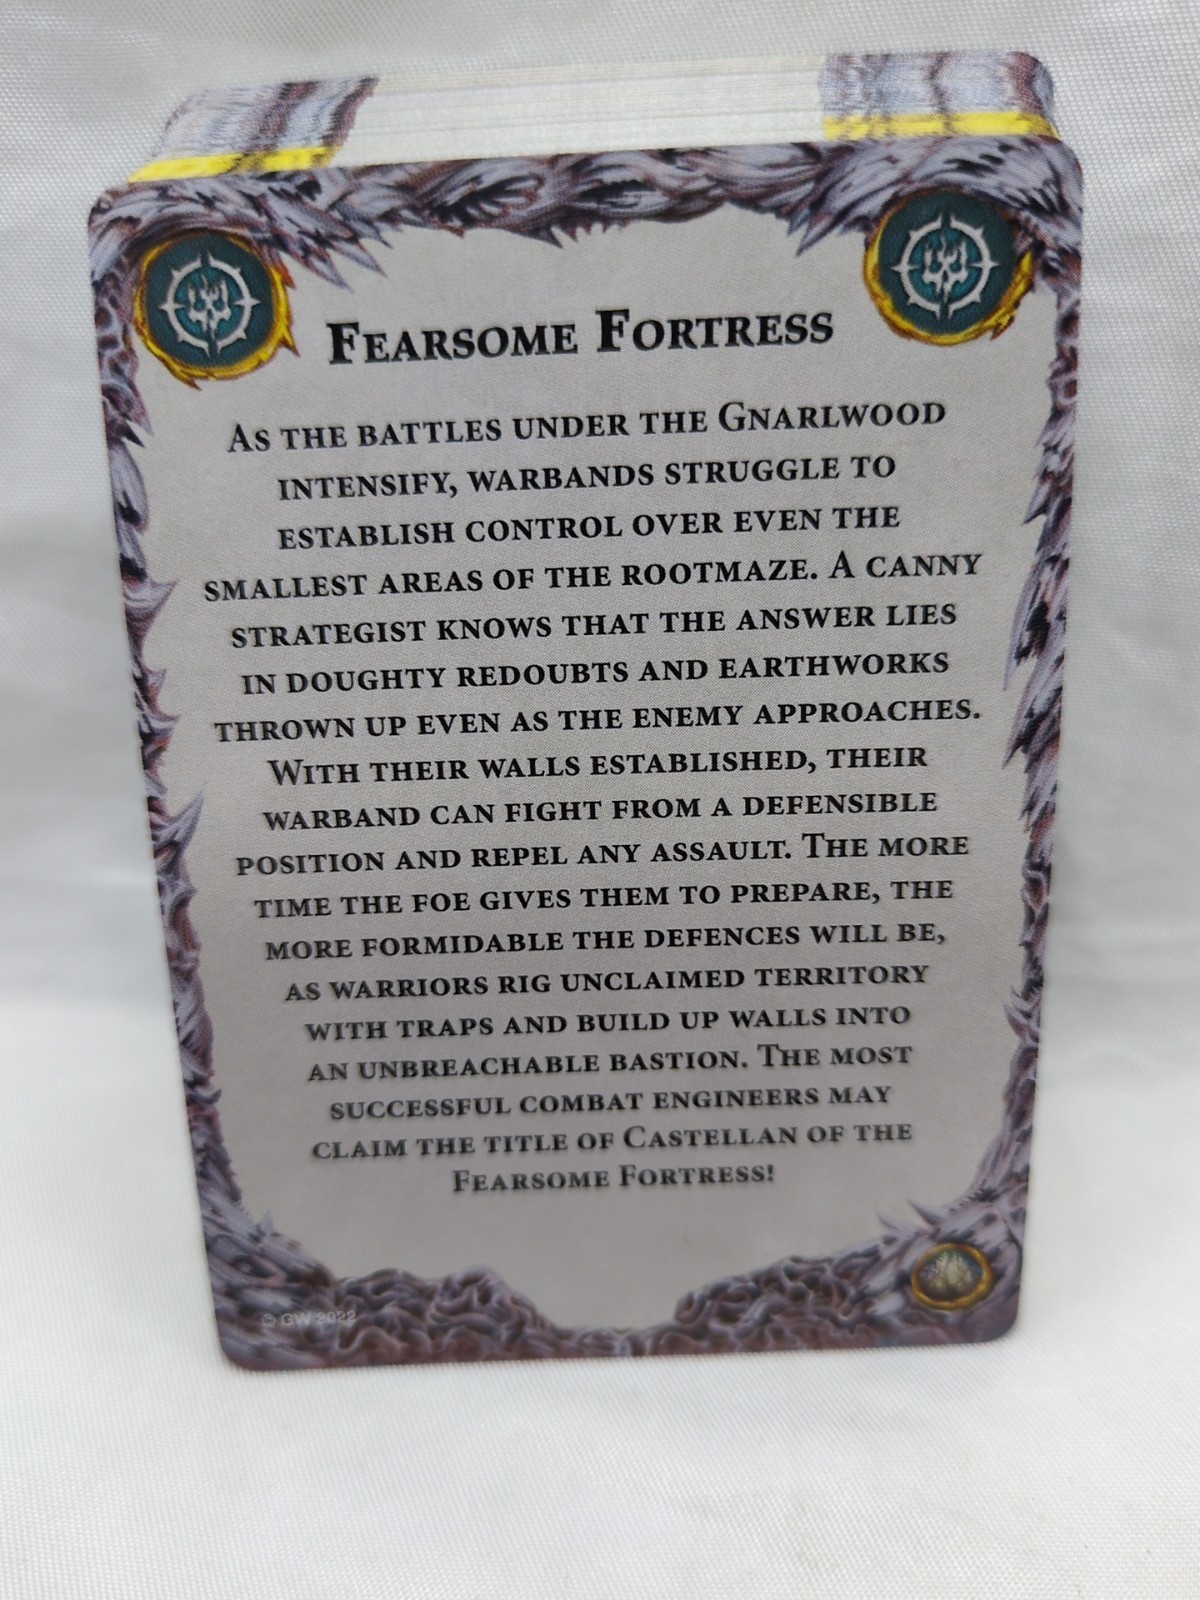 Fearsome Fortress
As the battles under the Gnarlwood
intensify, warbands struggle to
establish control over even the
smallest areas of the rootmaze. A canny
strategist knows that the answer lies
in doughty redoubts and earthworks
thrown up even as the enemy approaches.
With their walls established, their
warband can fight from a defensible
position and repel any assault. The more
time the foe gives them to prepare, the
more formidable the defences will be,
as warriors rig unclaimed territory
with traps and build up walls into
an unbreachable bastion. The most
successful combat engineers may
claim the title of Castellan of the
Fearsome Fortress!
© GW 2022